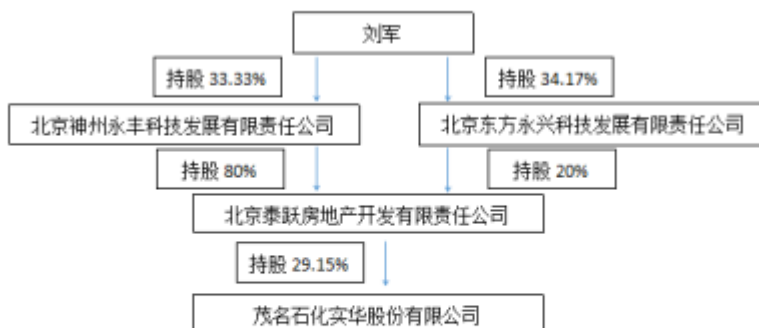 刘军
持股 33.33%
持股 34.17%
北京神州永丰科技发展有限责任公司
北京东方永兴科技发展有限责任公司
持股 80%
持股 20%
北京泰跃房地产开发有限责任公司
持股 29.15%
茂名石化实华股份有限公司